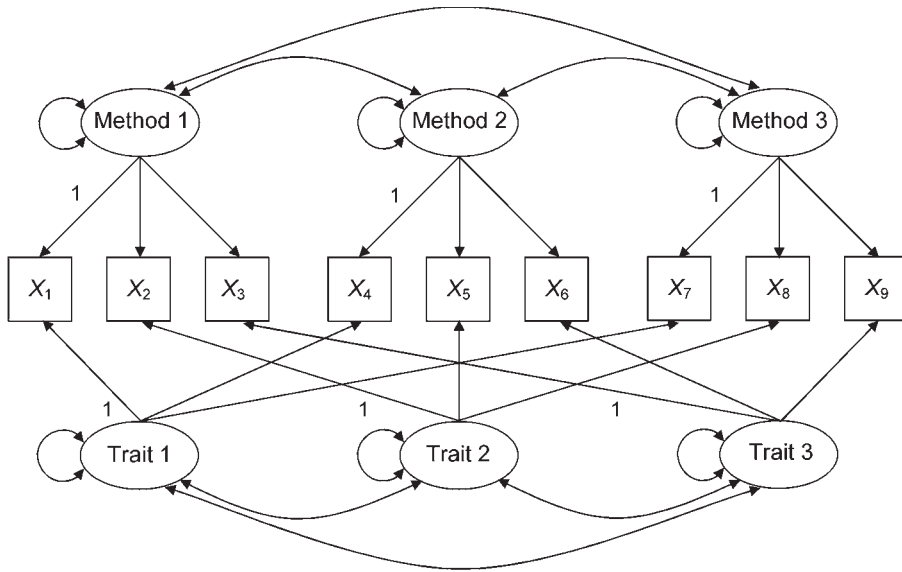 Method 1 Method 2 Method 3
1 1 1
X1 X2 X3 X4 X5 X6 X7 X8 X9
1 1 1
Trait 1 Trait 2 Trait 3